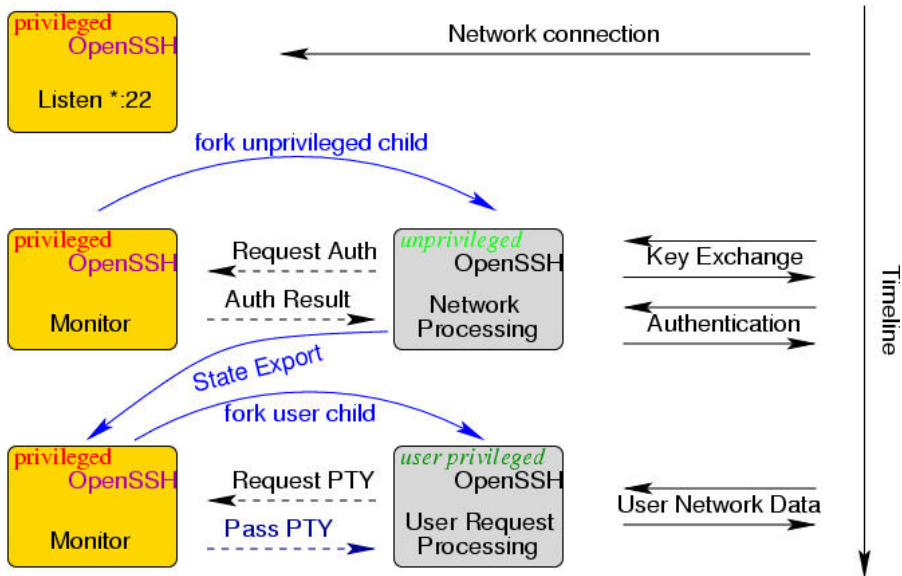 privileged
OpenSSH
Listen *:22
Network connection
fork unprivileged child
privileged
OpenSSH
Monitor
Request Auth
Auth Result
unprivileged
OpenSSH
Network
Processing
Key Exchange
Authentication
Timeline
State Export
fork user child
privileged
OpenSSH
Monitor
Request PTY
Pass PTY
user privileged
OpenSSH
User Request
Processing
User Network Data